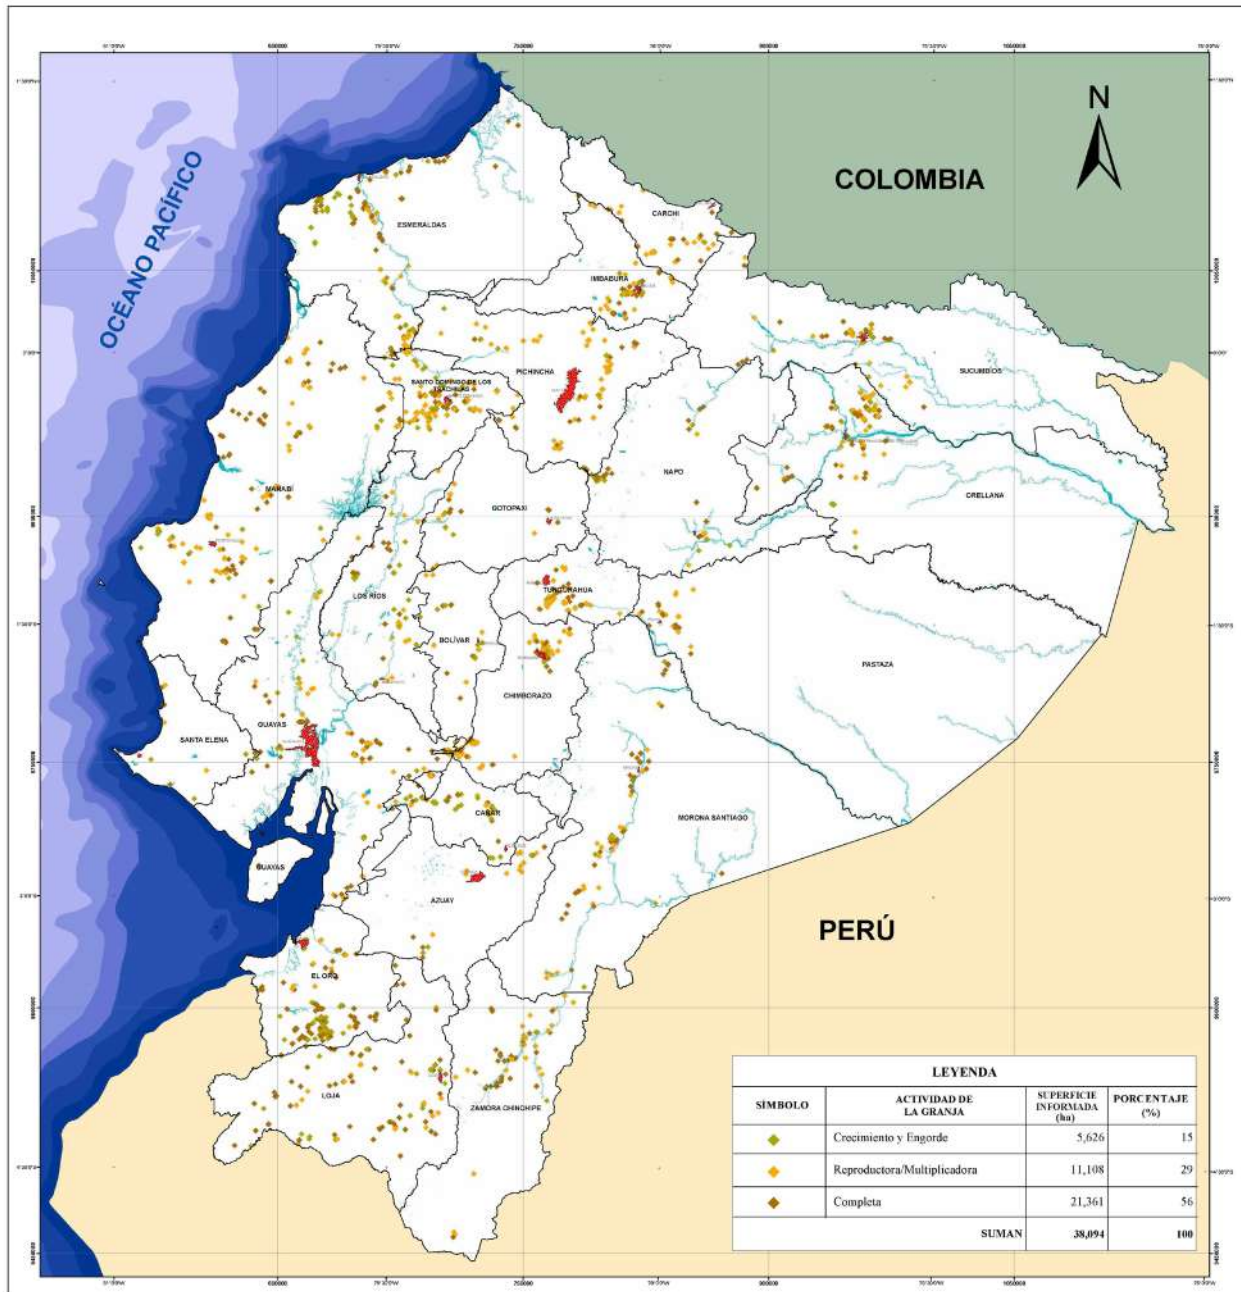 N
COLOMBIA
OCÉANO PACÍFICO
CARCHI
ESMERALDAS
IMBABURA
PICHINCHA
SUCUMBÍOS
SANTO DOMINGO DE LOS
TSÁCHILAS
NAPO
MANABÍ
ORELLANA
COTOPAXI
TUNGURAHUA
LOS RÍOS
BOLÍVAR
PASTAZA
CHIMBORAZO
GUAYAS
SANTA ELENA
CAÑAR
MORONA SANTIAGO
GUAYAS
AZUAY
PERÚ
EL ORO
LOJA
ZAMORA CHINCHIPE
LEYENDA
SÍMBOLO ACTIVIDAD DE LA GRANJA SUPERFICIE INFORMADA (ha) PORCENTAJE (%)
Crecimiento y Engorde 5,626 15
Reproductora/Multiplicadora 11,108 29
Completa 21,361 56
SUMAN 38,094 100